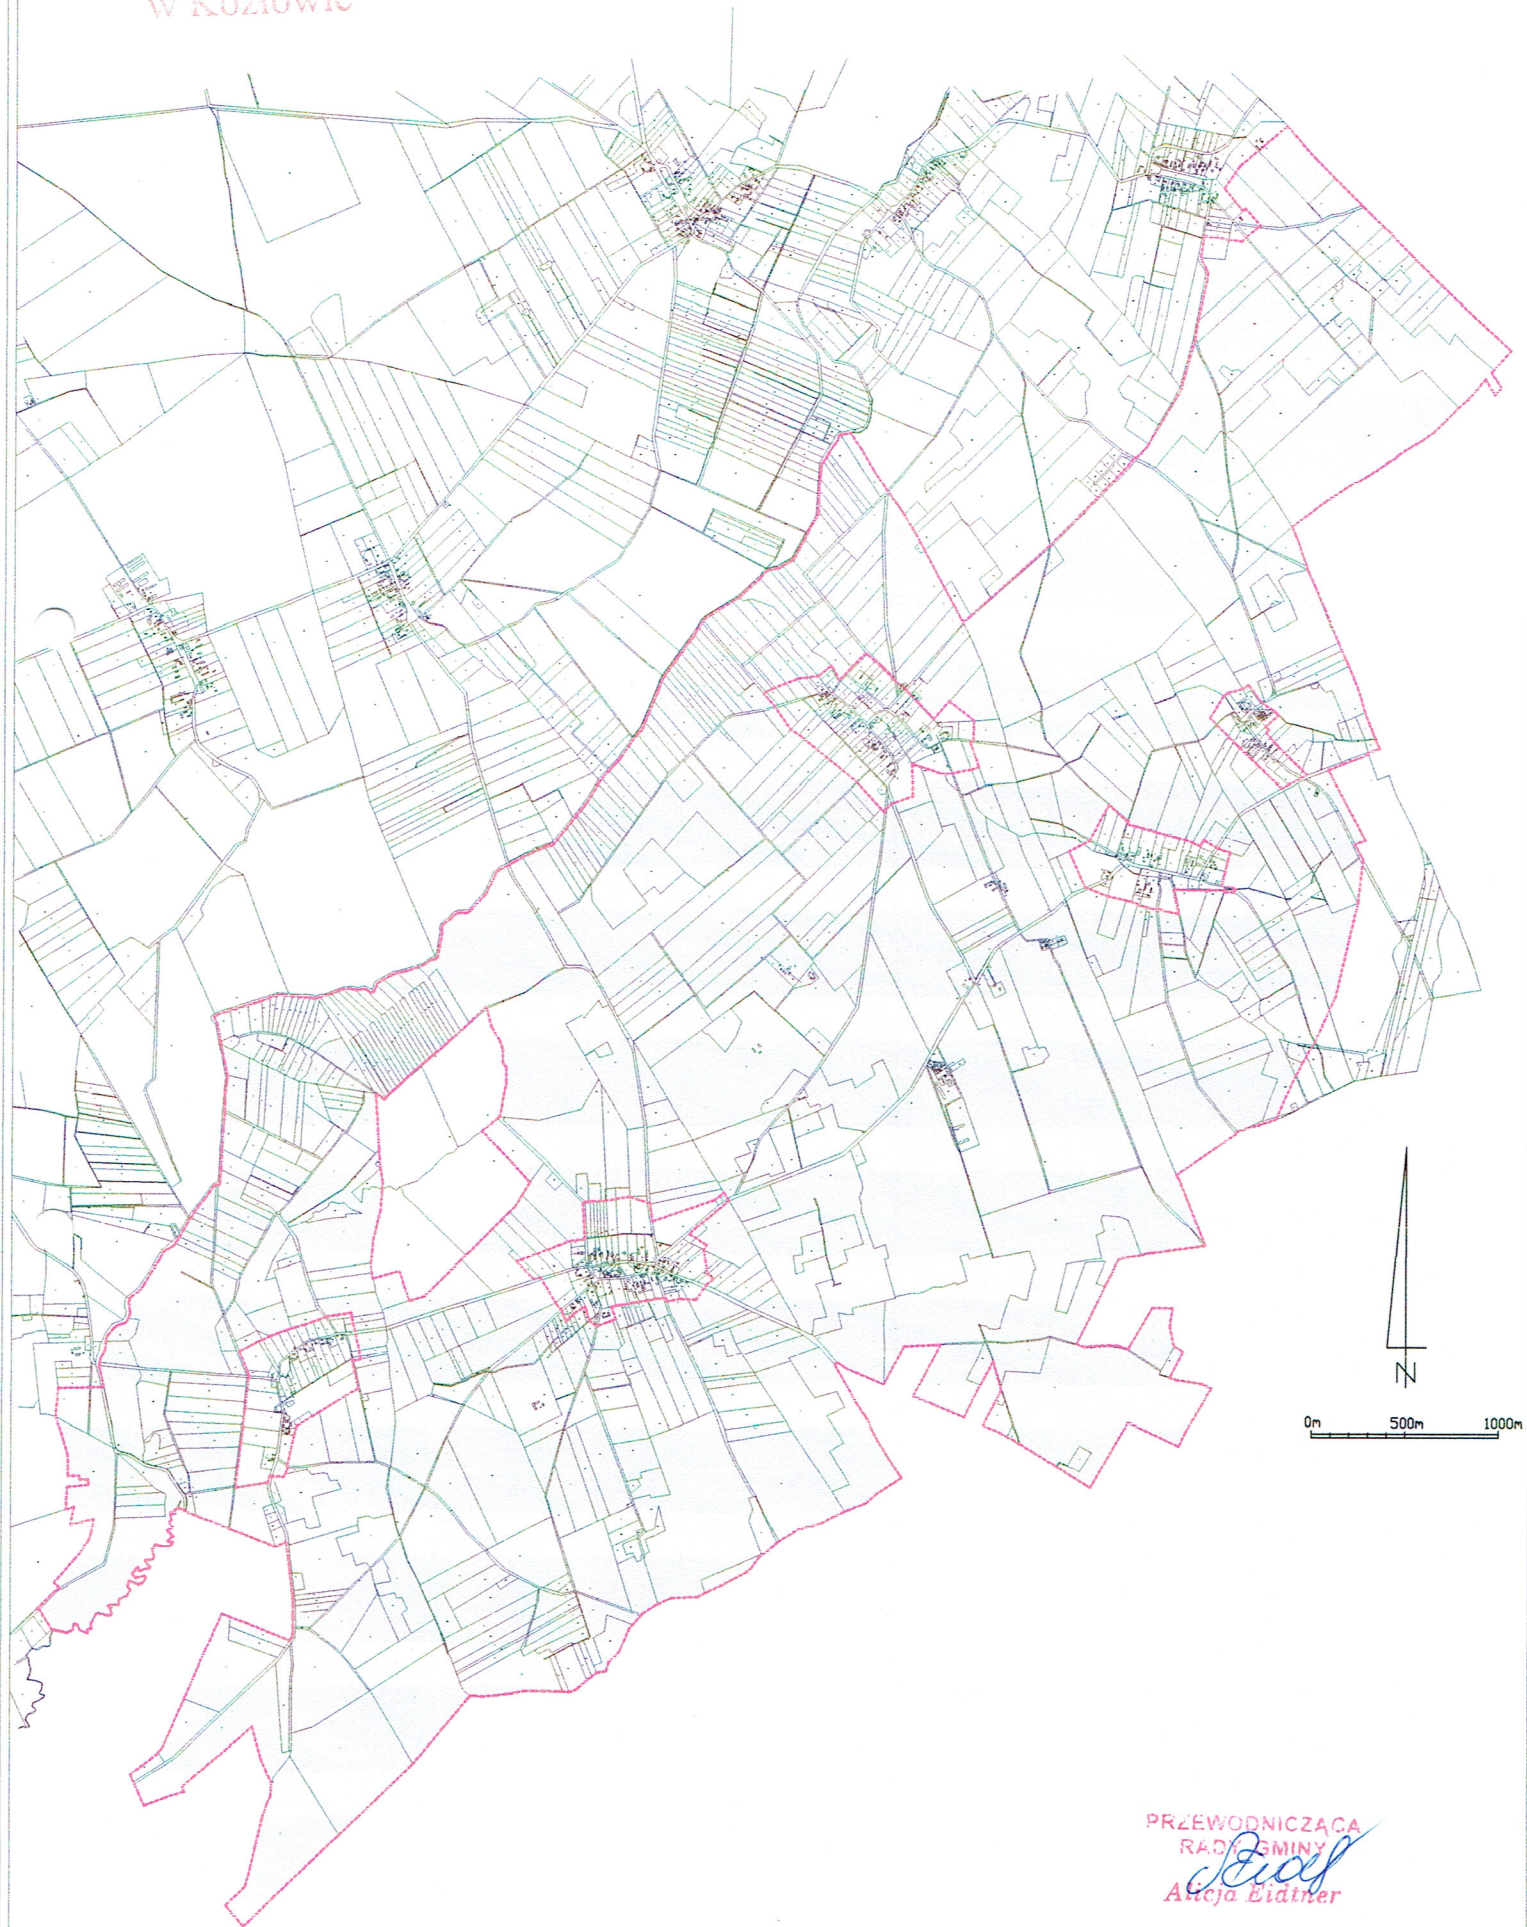 W Kozłowie
N
0m 500m 1000m
PRZEWODNICZĄCA
RADY GMINY
Alicja Eidtner